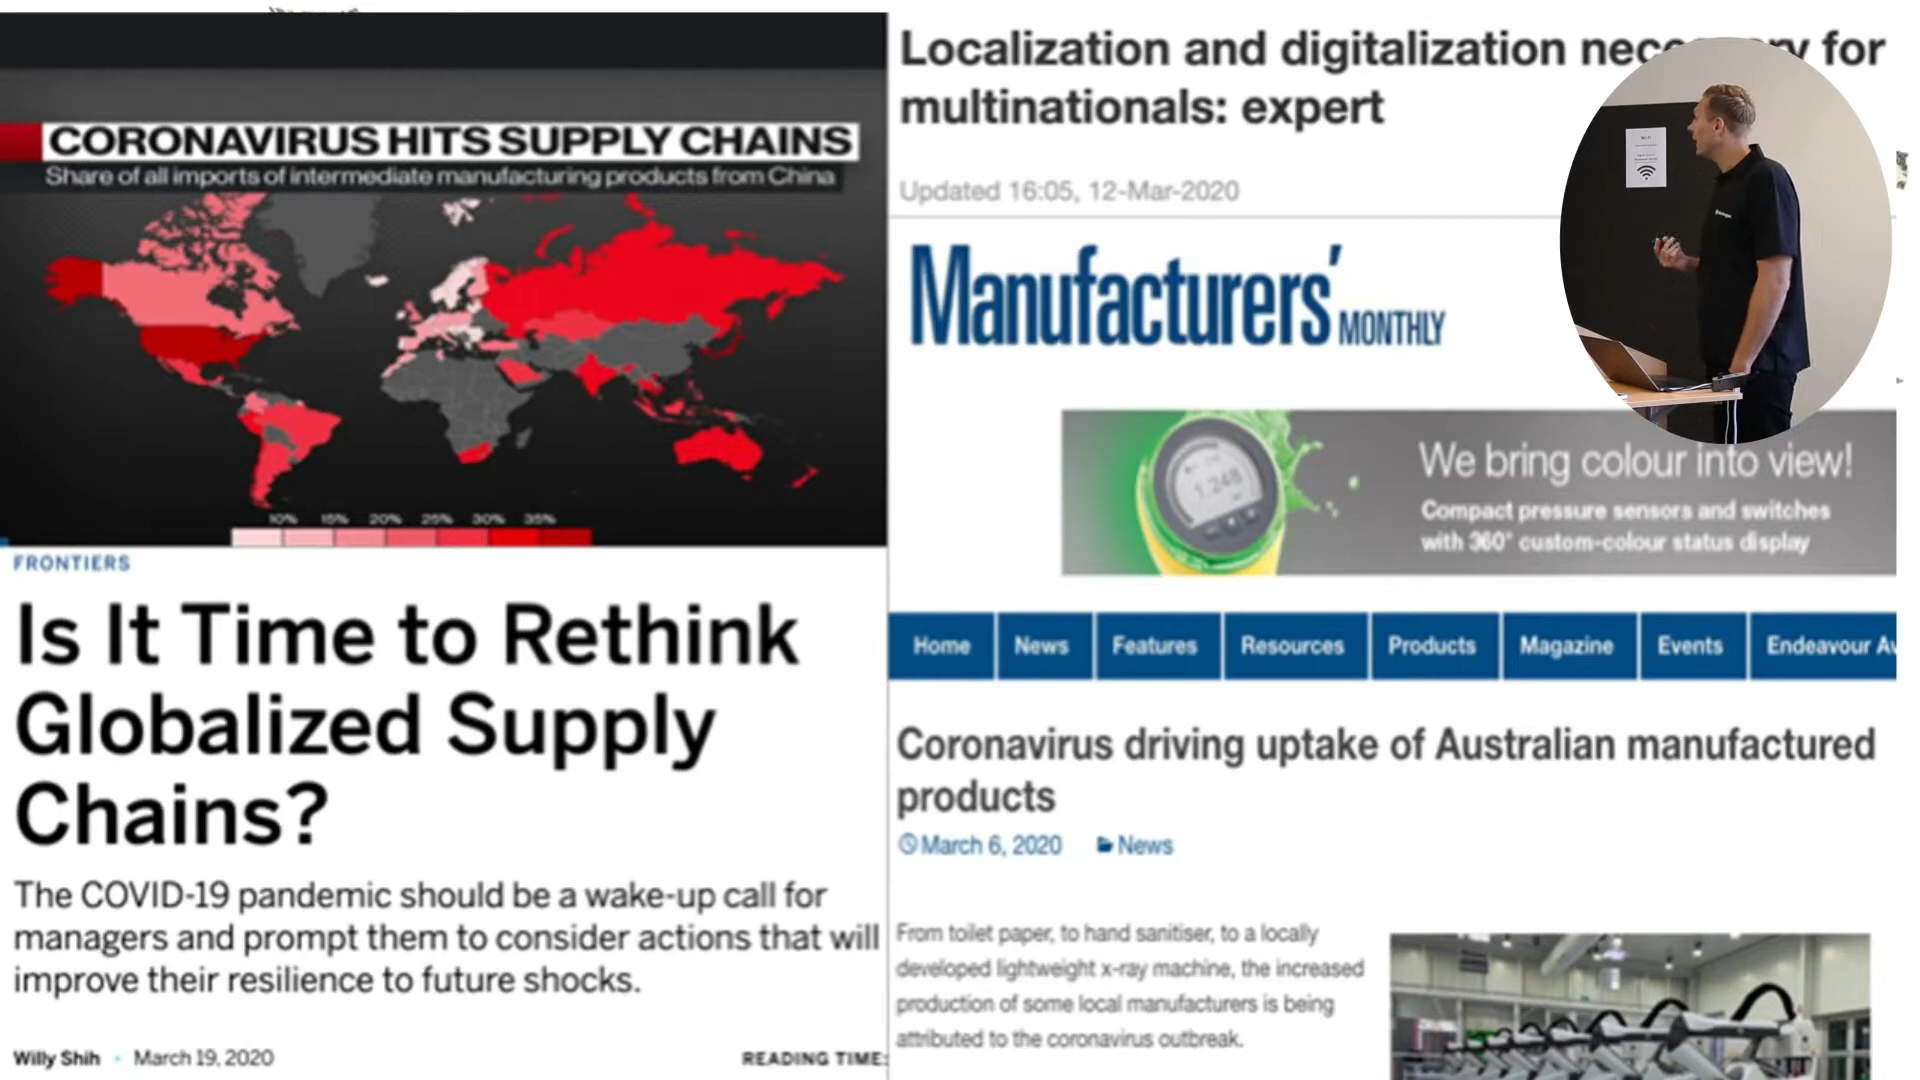 CORONAVIRUS HITS SUPPLY CHAINS
Share of all imports of intermediate manufacturing products from China
10% 15% 20% 25% 30% 35%
FRONTIERS
Is It Time to Rethink
Globalized Supply
Chains?
The COVID-19 pandemic should be a wake-up call for
managers and prompt them to consider actions that will
improve their resilience to future shocks.
Willy Shih • March 19, 2020 READING TIME:
Localization and digitalization for
multinationals: expert
Updated 16:05, 12-Mar-2020
Manufacturers' MONTHLY
1.248
We bring colour into view!
Compact pressure sensors and switches
with 360° custom-colour status display
Home News Features Resources Products Magazine Events Endeavour
Coronavirus driving uptake of Australian manufactured
products
March 6, 2020 News
From toilet paper, to hand sanitiser, to a locally
developed lightweight x-ray machine, the increased
production of some local manufacturers is being
attributed to the coronavirus outbreak.